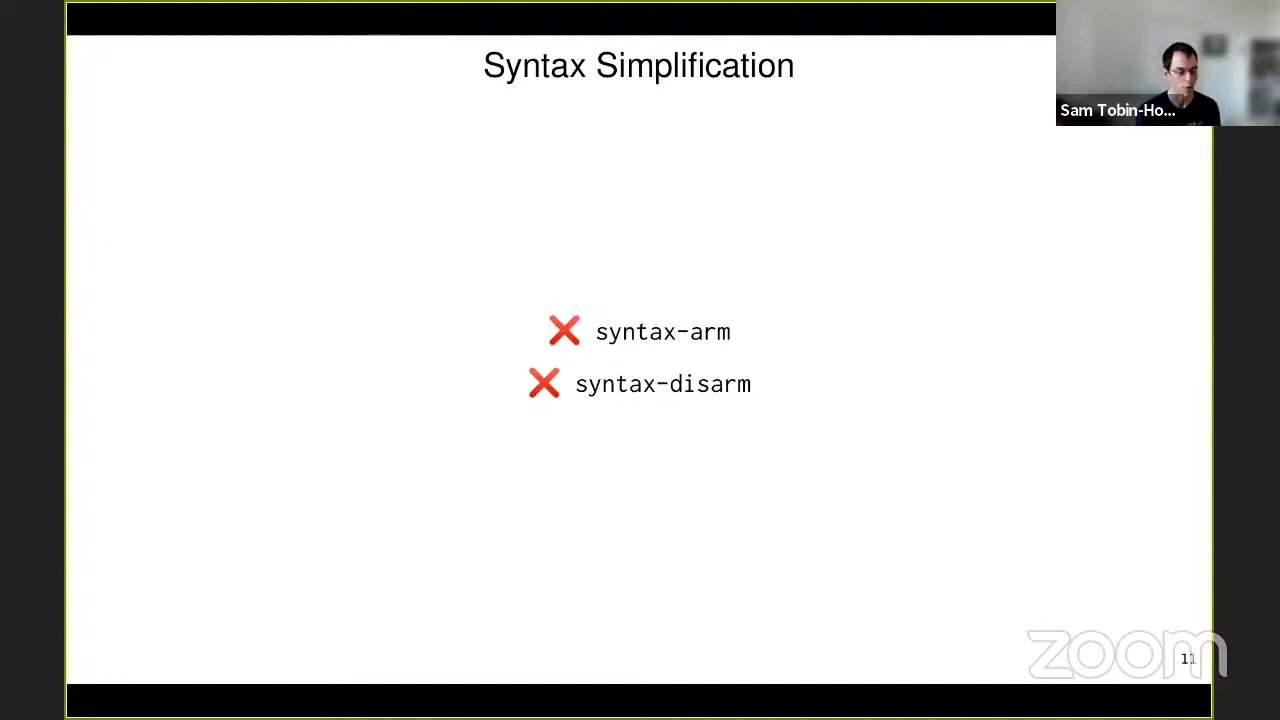 Syntax Simplification
Sam Tobin-Ho...
❌ syntax-arm
❌ syntax-disarm
zoom
11